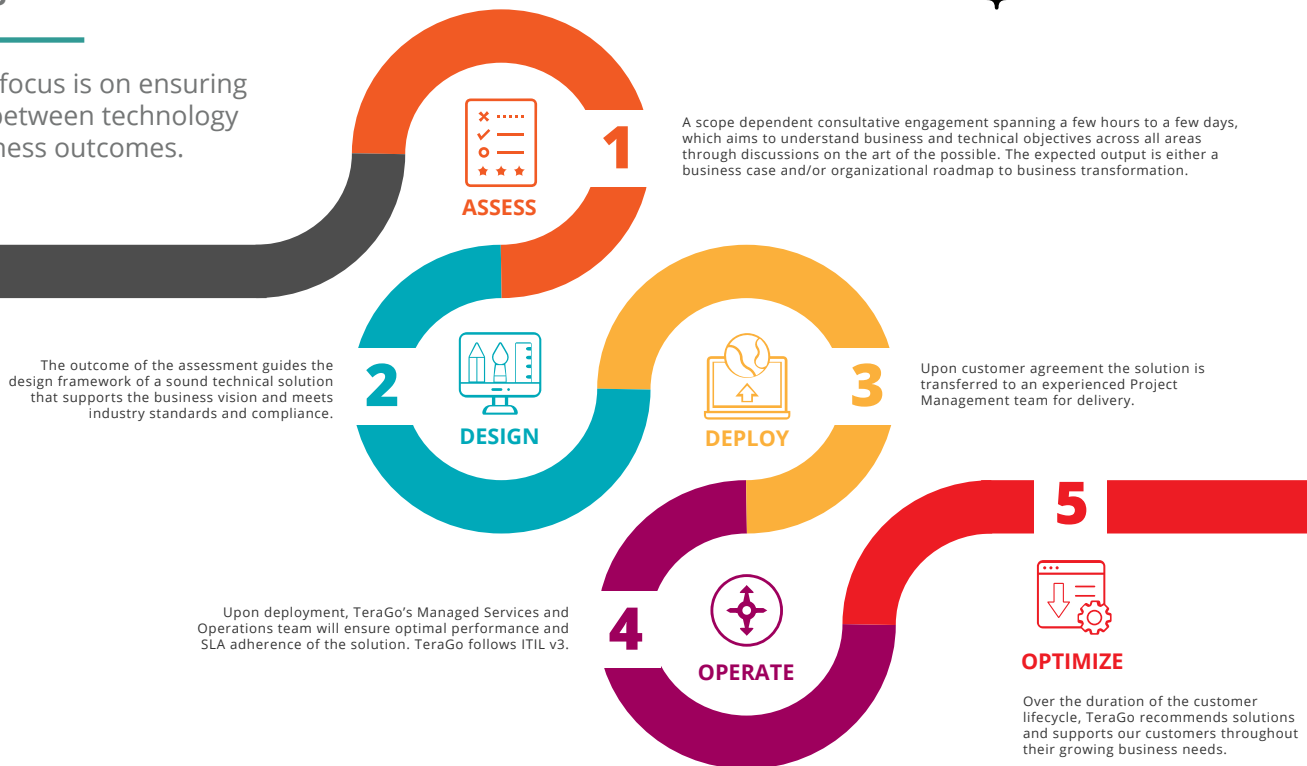 focus is on ensuring
between technology
ness outcomes.
1
A scope dependent consultative engagement spanning a few hours to a few days,
which aims to understand business and technical objectives across all areas
through discussions on the art of the possible. The expected output is either a
business case and/or organizational roadmap to business transformation.
ASSESS
The outcome of the assessment guides the
design framework of a sound technical solution
that supports the business vision and meets
industry standards and compliance.
2
DESIGN
3
DEPLOY
Upon customer agreement the solution is
transferred to an experienced Project
Management team for delivery.
Upon deployment, TeraGo's Managed Services and
Operations team will ensure optimal performance and
SLA adherence of the solution. TeraGo follows ITIL v3.
4
OPERATE
5
OPTIMIZE
Over the duration of the customer
lifecycle, TeraGo recommends solutions
and supports our customers throughout
their growing business needs.